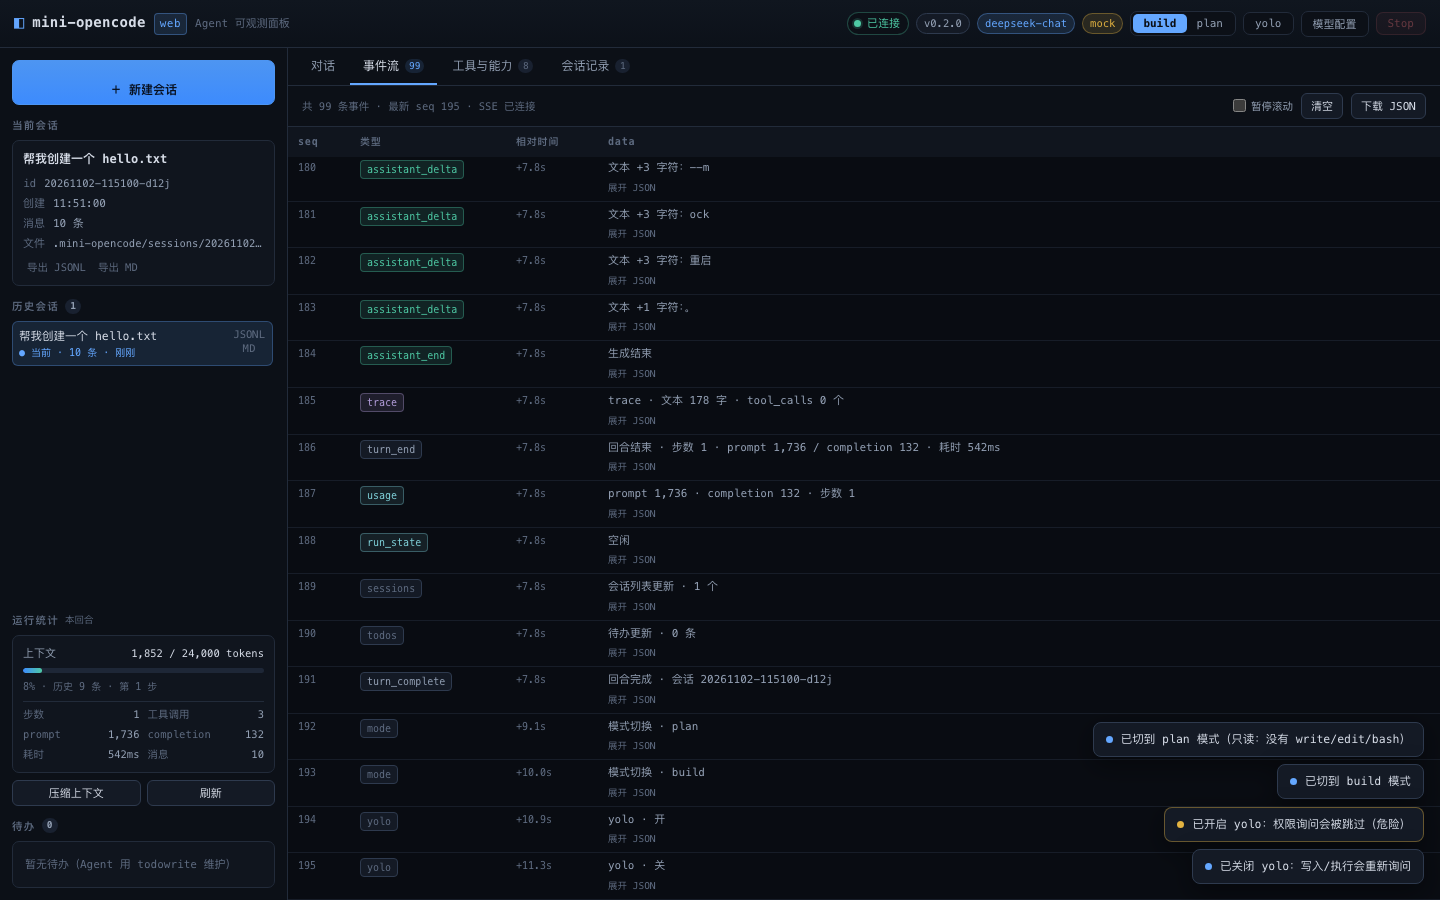 mini-opencode web Agent 可观测面板
已连接 v0.2.0 deepseek-chat mock build plan yolo 模型配置 Stop
+ 新建会话
当前会话
帮我创建一个 hello.txt
id 20261102-115100-d12j
创建 11:51:00
消息 10 条
文件 .mini-opencode/sessions/20261102…
导出 JSONL 导出 MD
历史会话 1
帮我创建一个 hello.txt JSONL
当前 · 10 条 · 刚刚 MD
运行统计 本回合
上下文 1,852 / 24,000 tokens
8% · 历史 9 条 · 第 1 步
步数 1 工具调用 3
prompt 1,736 completion 132
耗时 542ms 消息 10
压缩上下文 刷新
待办 0
暂无待办 (Agent 用 todowrite 维护)
对话 事件流 99 工具与能力 8 会话记录 1
共 99 条事件 · 最新 seq 195 · SSE 已连接 暂停滚动 清空 下载 JSON
seq 类型 相对时间 data
180 assistant_delta +7.8s 文本 +3 字符: --m
展开 JSON
181 assistant_delta +7.8s 文本 +3 字符: ock
展开 JSON
182 assistant_delta +7.8s 文本 +3 字符: 重启
展开 JSON
183 assistant_delta +7.8s 文本 +1 字符:。
展开 JSON
184 assistant_end +7.8s 生成结束
展开 JSON
185 trace +7.8s trace · 文本 178 字 · tool_calls 0 个
展开 JSON
186 turn_end +7.8s 回合结束 · 步数 1 · prompt 1,736 / completion 132 · 耗时 542ms
展开 JSON
187 usage +7.8s prompt 1,736 · completion 132 · 步数 1
展开 JSON
188 run_state +7.8s 空闲
展开 JSON
189 sessions +7.8s 会话列表更新 · 1 个
展开 JSON
190 todos +7.8s 待办更新 · 0 条
展开 JSON
191 turn_complete +7.8s 回合完成 · 会话 20261102-115100-d12j
展开 JSON
192 mode +9.1s 模式切换 · plan
展开 JSON
193 mode +10.0s 模式切换 · build
展开 JSON
194 yolo +10.9s yolo · 开
展开 JSON
195 yolo +11.3s yolo · 关
展开 JSON
已切到 plan 模式 (只读: 没有 write/edit/bash)
已切到 build 模式
已开启 yolo: 权限询问会被跳过 (危险)
已关闭 yolo: 写入/执行会重新询问